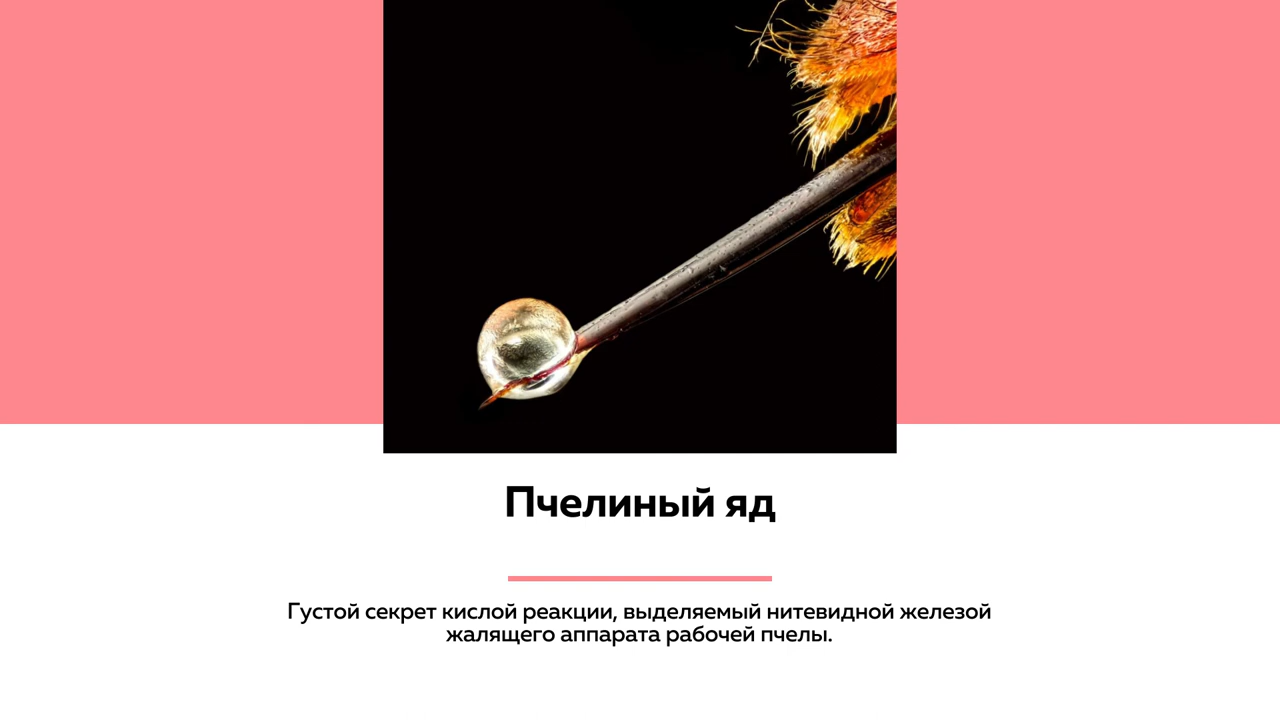 Пчелиный яд
Густой секрет кислой реакции, выделяемый нитевидной железой
жалящего аппарата рабочей пчелы.